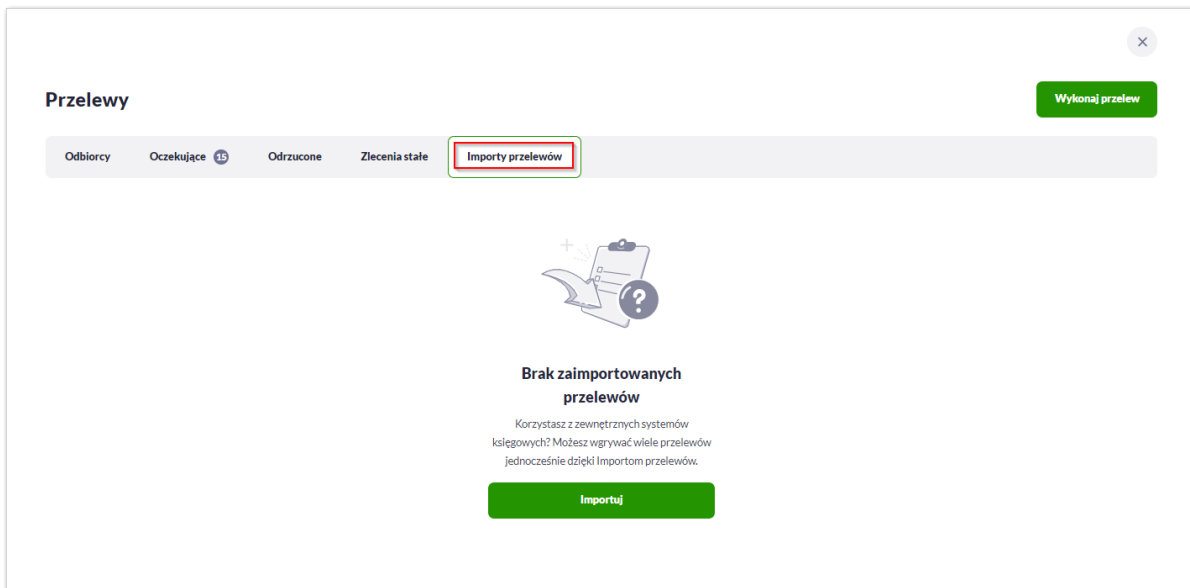 Przelewy
Wykonaj przelew
Odbiorcy Oczekujące 15 Odrzucone Zlecenia stałe Importy przelewów
?
Brak zaimportowanych
przelewów
Korzystasz z zewnętrznych systemów
księgowych? Możesz wgrywać wiele przelewów
jednocześnie dzięki Importom przelewów.
Importuj